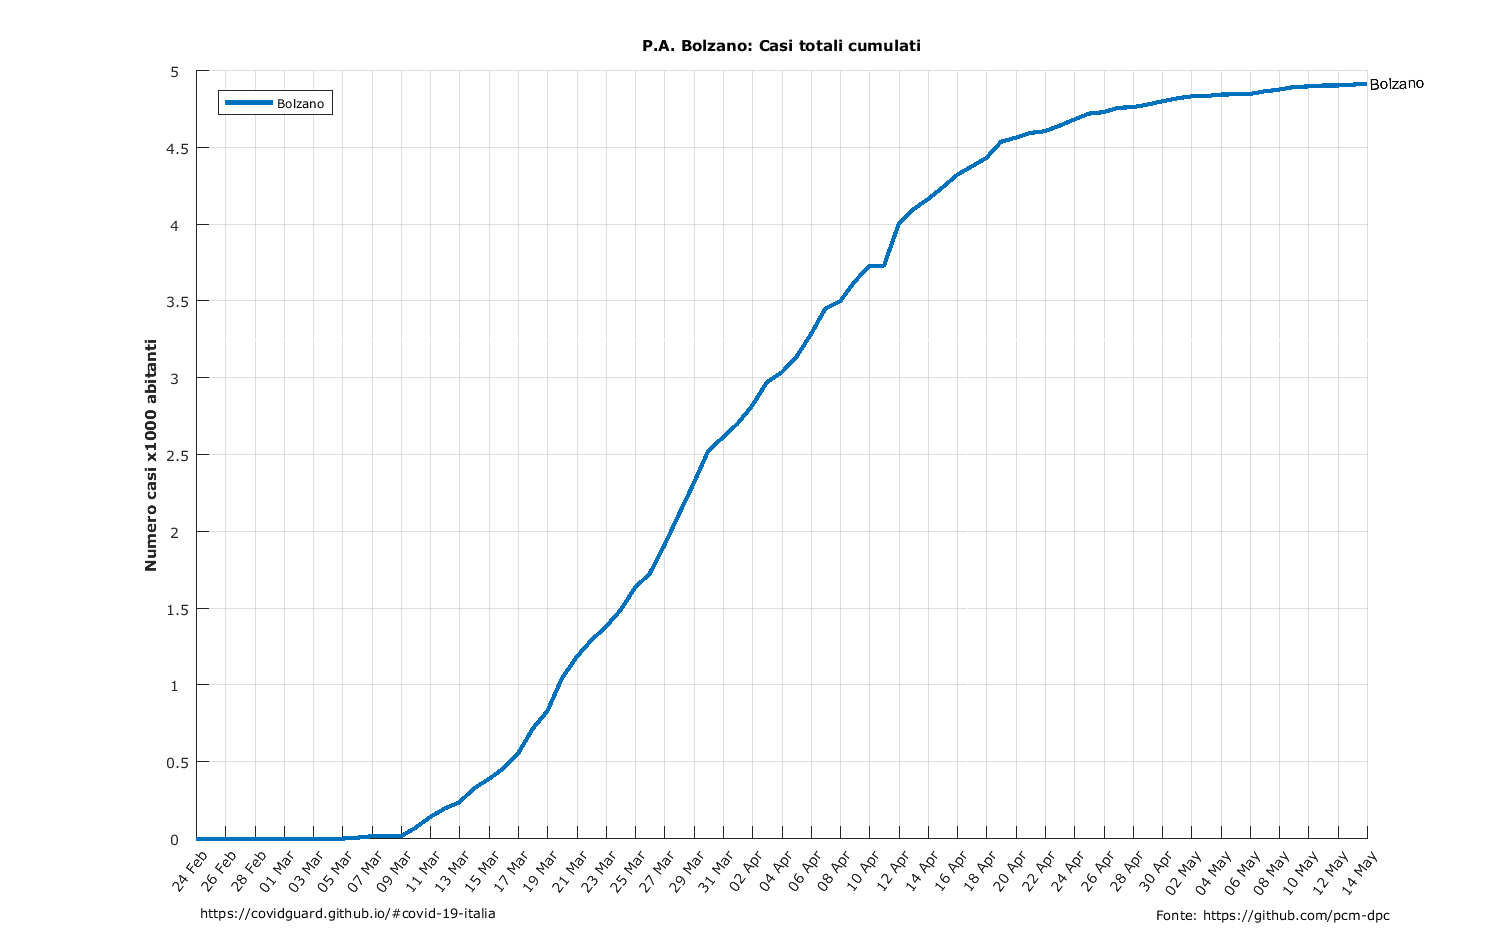 P.A. Bolzano: Casi totali cumulati
Bolzano
Bolzano
Numero casi x1000 abitanti
5
4.5
4
3.5
3
2.5
2
1.5
1
0.5
0
24 Feb
26 Feb
28 Feb
01 Mar
03 Mar
05 Mar
07 Mar
09 Mar
11 Mar
13 Mar
15 Mar
17 Mar
19 Mar
21 Mar
23 Mar
25 Mar
27 Mar
29 Mar
31 Mar
02 Apr
04 Apr
06 Apr
08 Apr
10 Apr
12 Apr
14 Apr
16 Apr
18 Apr
20 Apr
22 Apr
24 Apr
26 Apr
28 Apr
30 Apr
02 May
04 May
06 May
08 May
10 May
12 May
14 May
https://covidguard.github.io/#covid-19-italia
Fonte: https://github.com/pcm-dpc